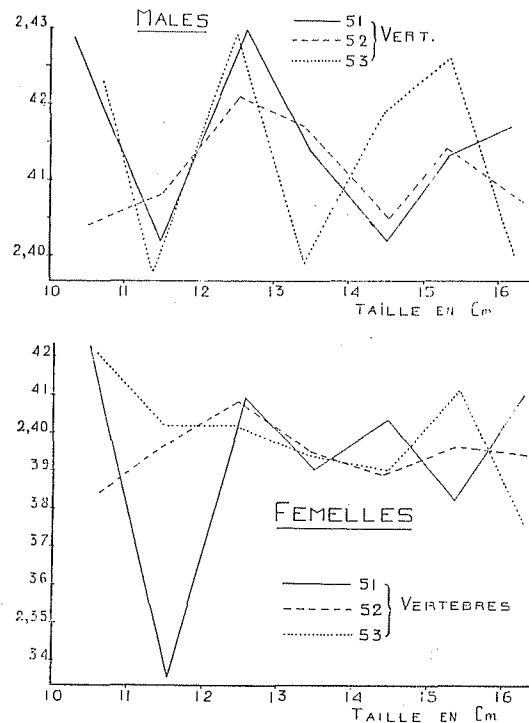 2,43
MALES
51
52
53
VERT.
42
41
2,40
10 11 12 13 14 15 16
TAILLE EN Cm
42
41
2,40
39
38
37
36
2,35
34
FEMELLES
51
52
53
VERTEBRES
10 11 12 13 14 15 16
TAILLE EN Cm